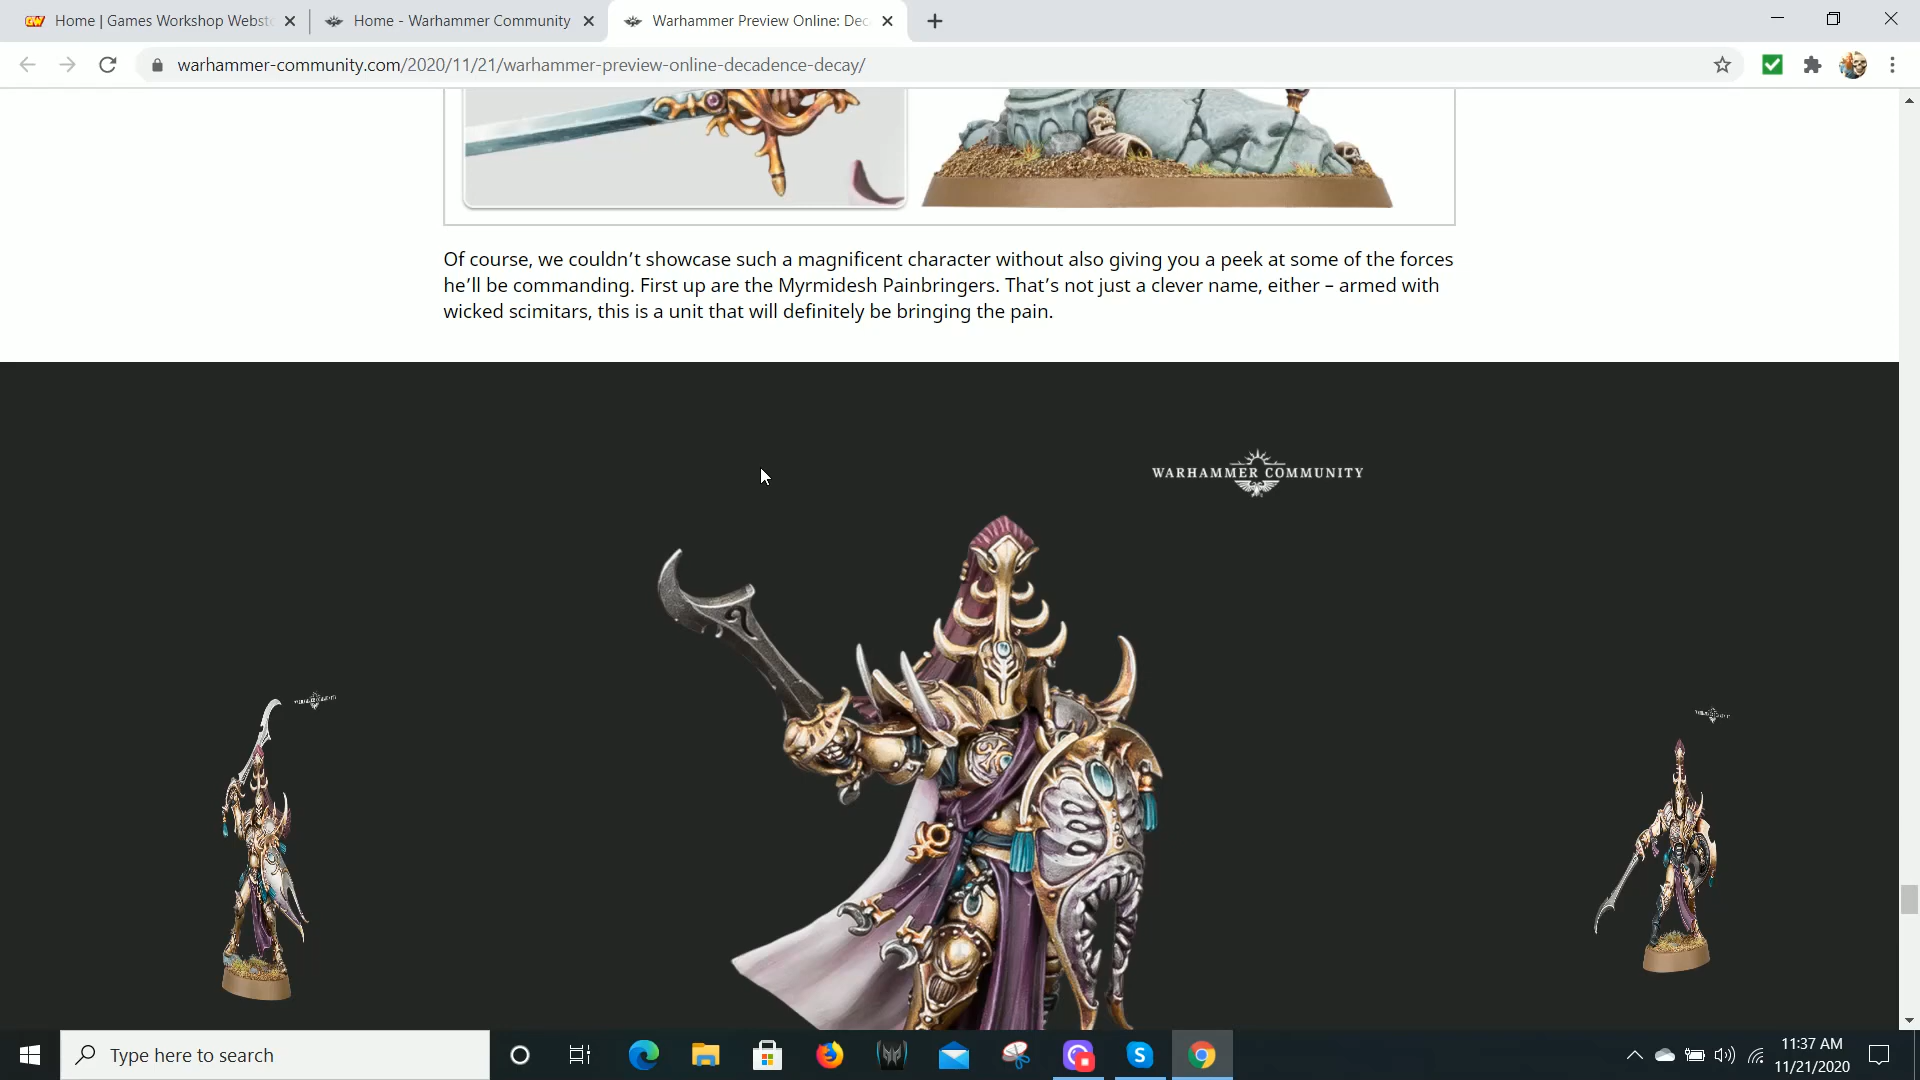 Home | Games Workshop Webst
Home - Warhammer Community
Warhammer Preview Online: Dec
warhammer-community.com/2020/11/21/warhammer-preview-online-decadence-decay/
Of course, we couldn’t showcase such a magnificent character without also giving you a peek at some of the forces
he’ll be commanding. First up are the Myrmidesh Painbringers. That’s not just a clever name, either – armed with
wicked scimitars, this is a unit that will definitely be bringing the pain.
WARHAMMER COMMUNITY
Type here to search
11:37 AM
11/21/2020